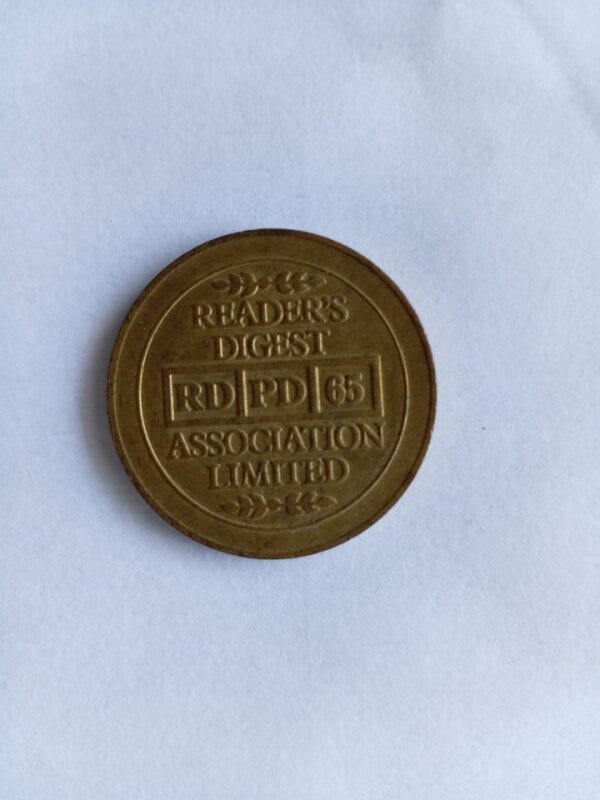 READER'S
DIGEST
RD PD 65
ASSOCIATION
LIMITED